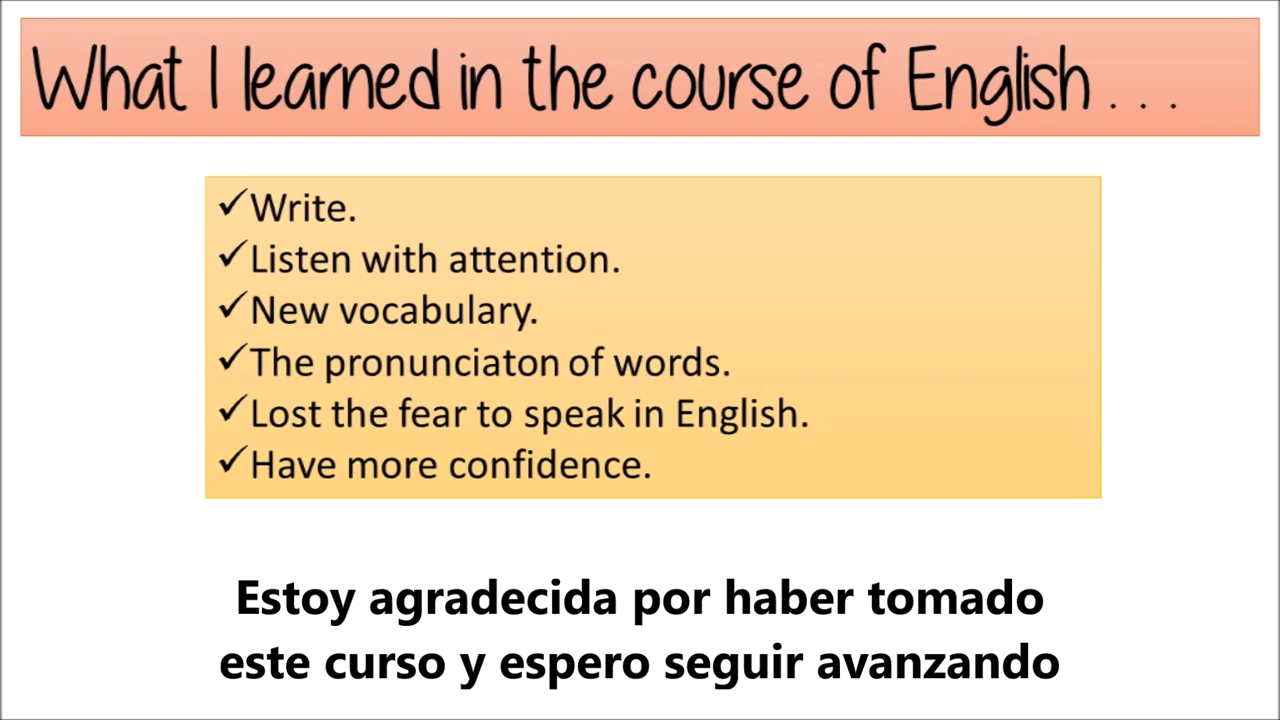 What I learned in the course of English . . .
✓Write.
✓Listen with attention.
✓New vocabulary.
✓The pronunciaton of words.
✓Lost the fear to speak in English.
✓Have more confidence.
Estoy agradecida por haber tomado
este curso y espero seguir avanzando